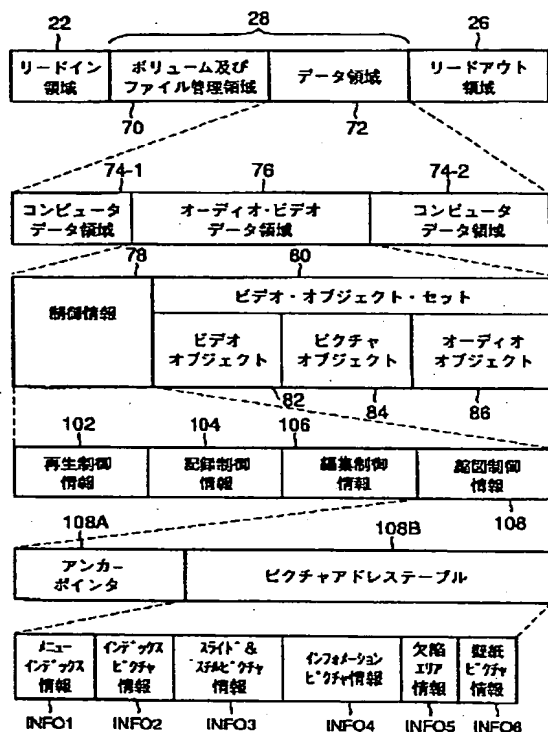 22 28 26
リードイン
領域
ボリューム及び
ファイル管理領域
データ領域
リードアウト
領域
70 72
74-1 76 74-2
コンピュータ
データ領域
オーディオ・ビデオ
データ領域
コンピュータ
データ領域
78 80
制御情報
ビデオ・オブジェクト・セット
ビデオ
オブジェクト
ピクチャ
オブジェクト
オーディオ
オブジェクト
82 84 86
102 104 106
再生制御
情報
記録制御
情報
編集制御
情報
縮図制御
情報
108
108A 108B
アンカー
ポインタ
ピクチャアドレステーブル
メニュー
インデックス
情報
インデックス
ピクチャ
情報
スライド&
スチルピクチャ
情報
インフォメーション
ピクチャ情報
欠陥
エリア
情報
壁紙
ピクチャ
情報
INFO1 INFO2 INFO3 INFO4 INFO5 INFO6